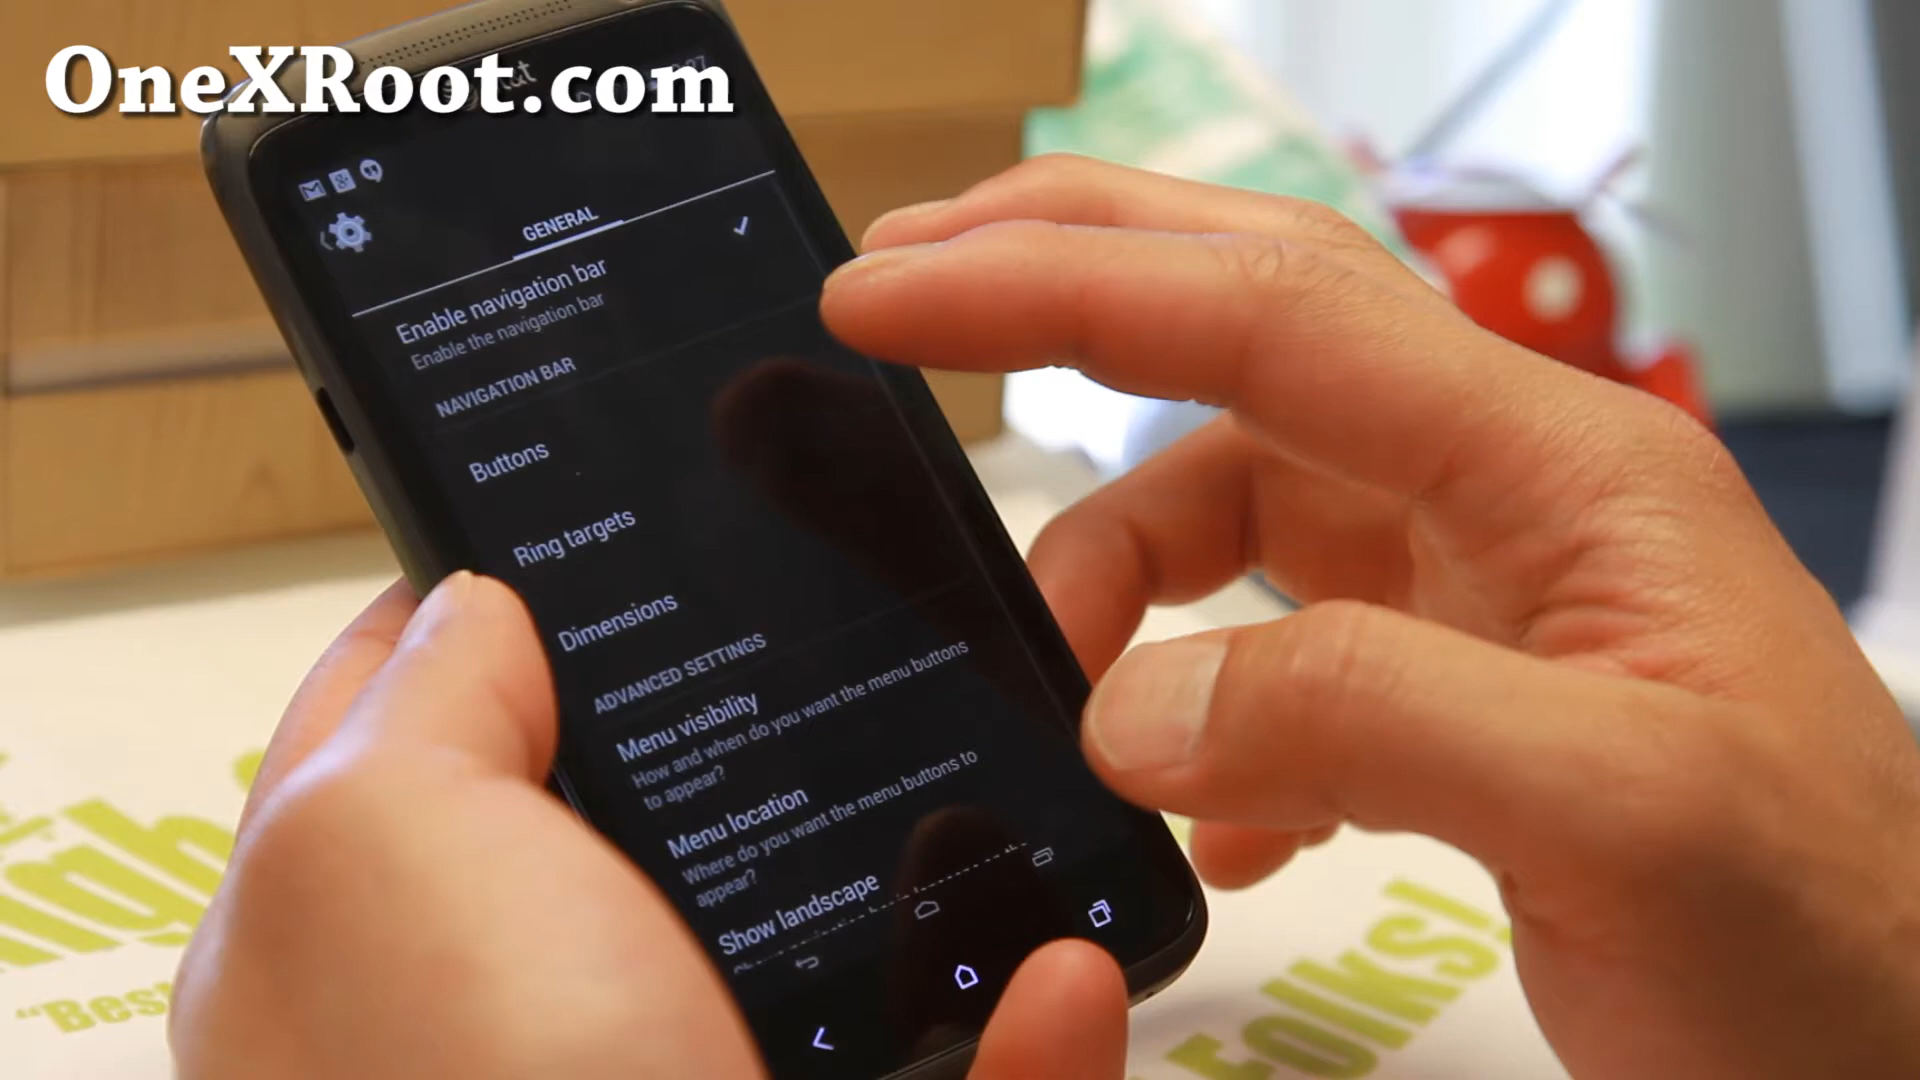 OneXRoot.com
GENERAL
Enable navigation bar
Enable the navigation bar
NAVIGATION BAR
Buttons
Ring targets
Dimensions
ADVANCED SETTINGS
Menu visibility
How and when do you want the menu buttons
to appear?
Menu location
Where do you want the menu buttons to
appear?
Show landscape
"Bes
Folks!